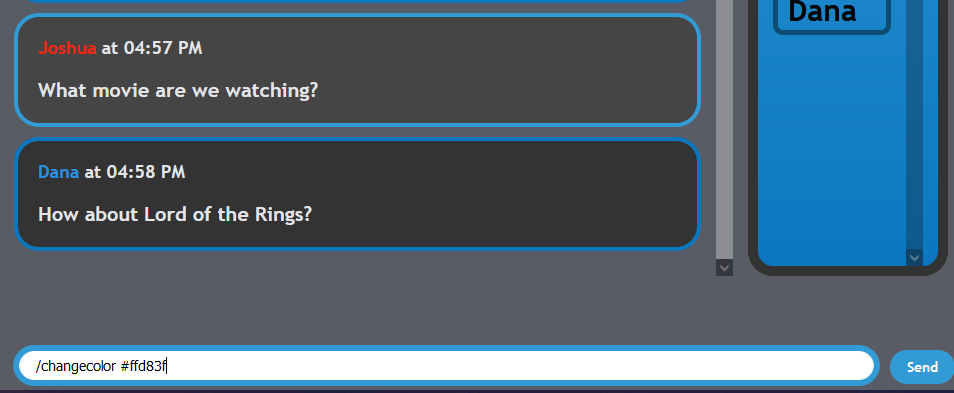 Joshua at 04:57 PM
What movie are we watching?
Dana at 04:58 PM
How about Lord of the Rings?
Dana
/changecolor #ffd83f
Send